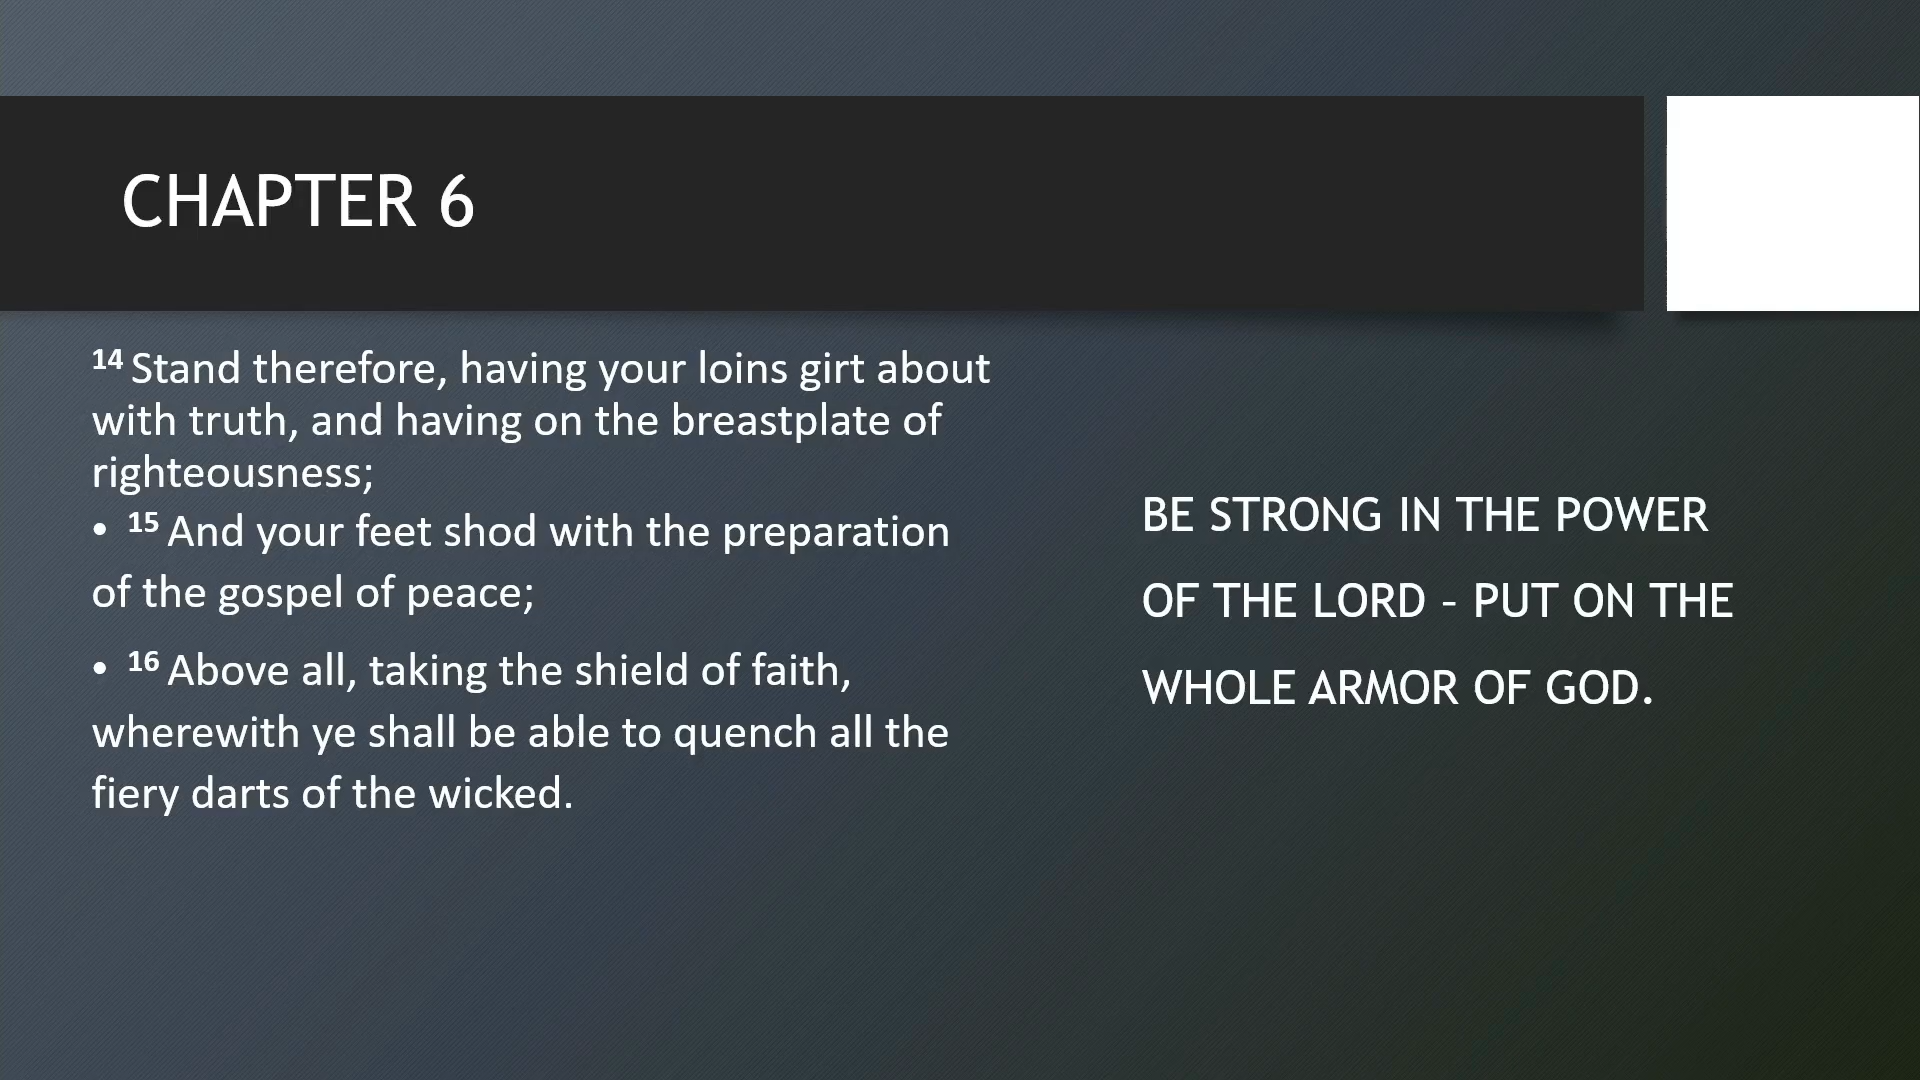 CHAPTER 6
14 Stand therefore, having your loins girt about
with truth, and having on the breastplate of
righteousness;
• 15 And your feet shod with the preparation
of the gospel of peace;
• 16 Above all, taking the shield of faith,
wherewith ye shall be able to quench all the
fiery darts of the wicked.
BE STRONG IN THE POWER
OF THE LORD - PUT ON THE
WHOLE ARMOR OF GOD.